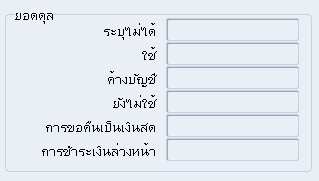 ยอดดุล
ระบุไม่ได้
ใช้
ค้างบัญชี
ยังไม่ใช้
การขอคืนเป็นเงินสด
การชำระเงินล่วงหน้า